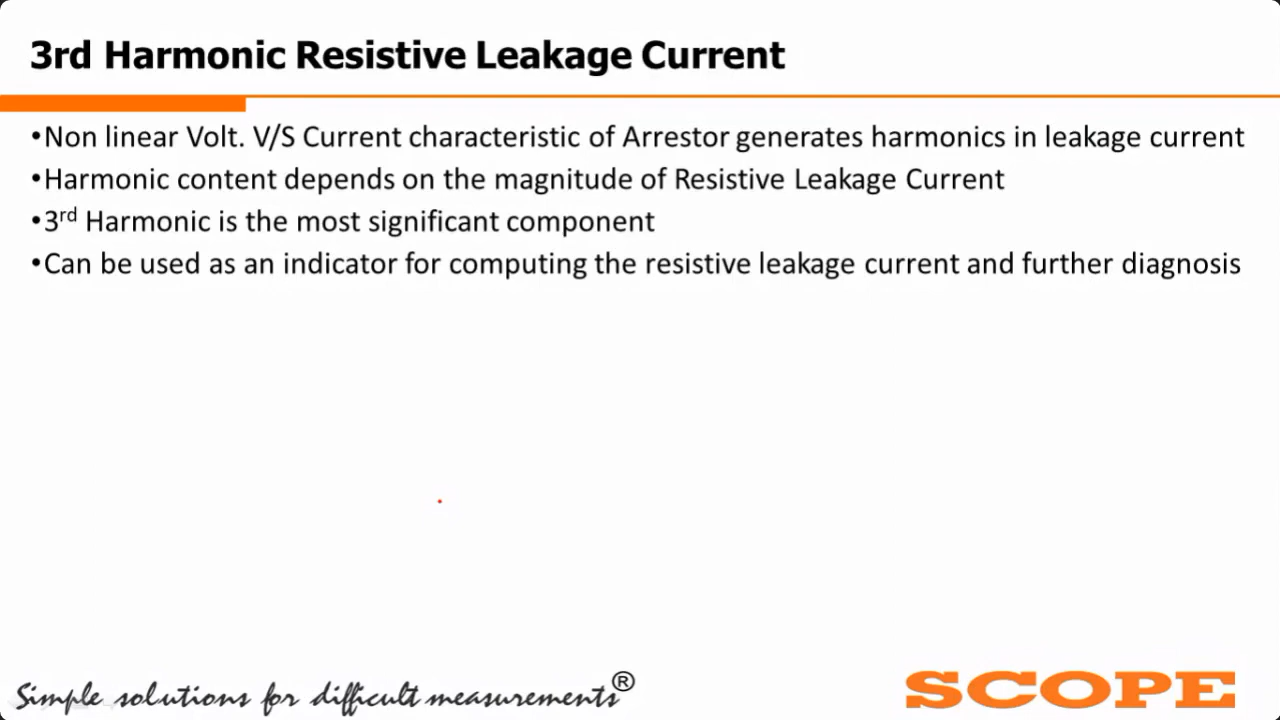 3rd Harmonic Resistive Leakage Current
•Non linear Volt. V/S Current characteristic of Arrestor generates harmonics in leakage current
•Harmonic content depends on the magnitude of Resistive Leakage Current
•3rd Harmonic is the most significant component
•Can be used as an indicator for computing the resistive leakage current and further diagnosis
Simple solutions for difficult measurements®
SCOPE